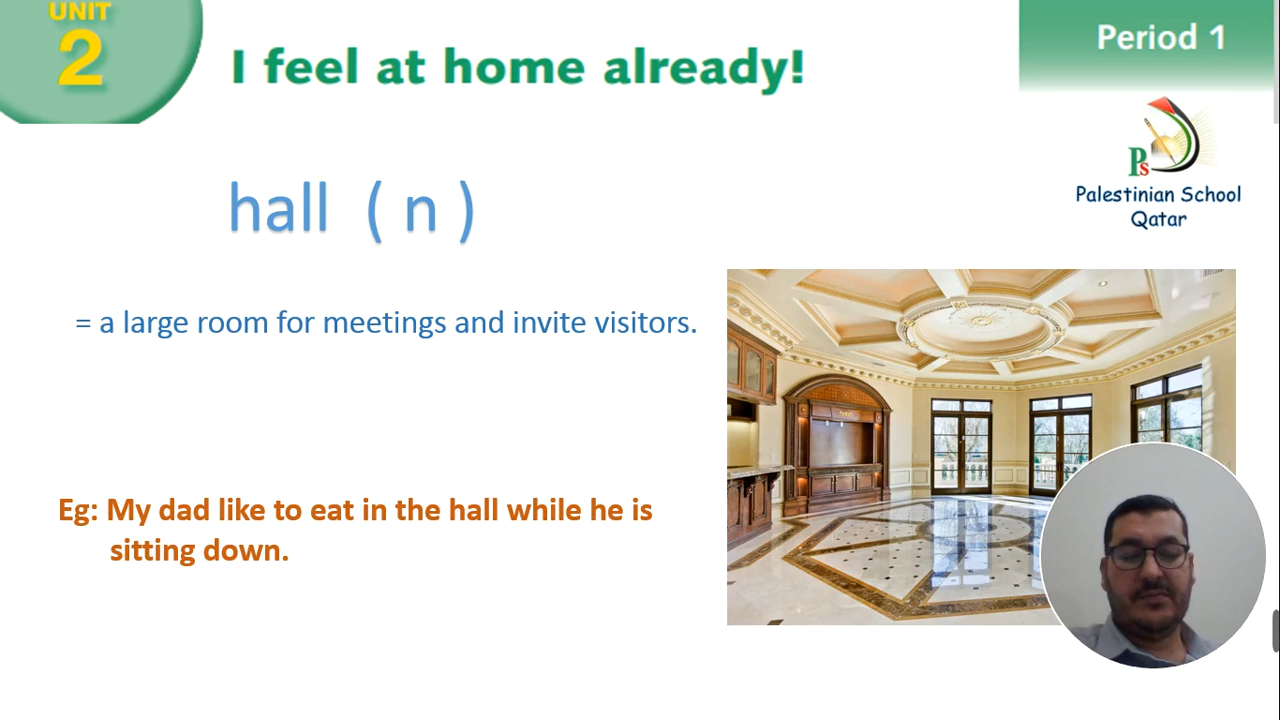 UNIT
2
I feel at home already!
Period 1
Ps
Palestinian School
Qatar
hall ( n )
= a large room for meetings and invite visitors.
Eg: My dad like to eat in the hall while he is
sitting down.